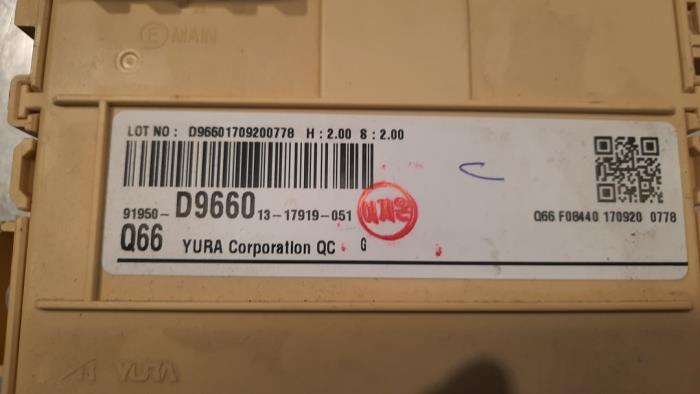 E MAIN
LOT NO : D96601709200778 H : 2.00 S : 2.00
91950- D9660 13-17919-051
Q66 F08440 170920 0778
Q66 YURA Corporation QC G
YURA